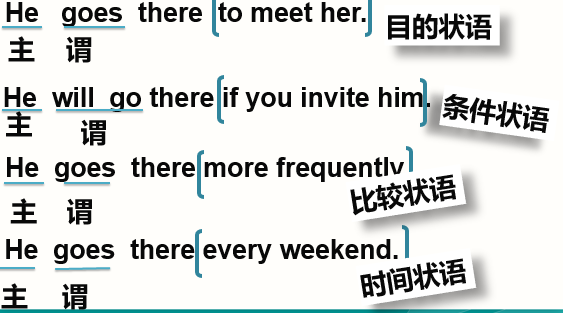 He goes there to meet her.
目的状语
主 谓
He will go there if you invite him.
条件状语
主 谓
He goes there more frequently
比较状语
主 谓
He goes there every weekend.
时间状语
主 谓